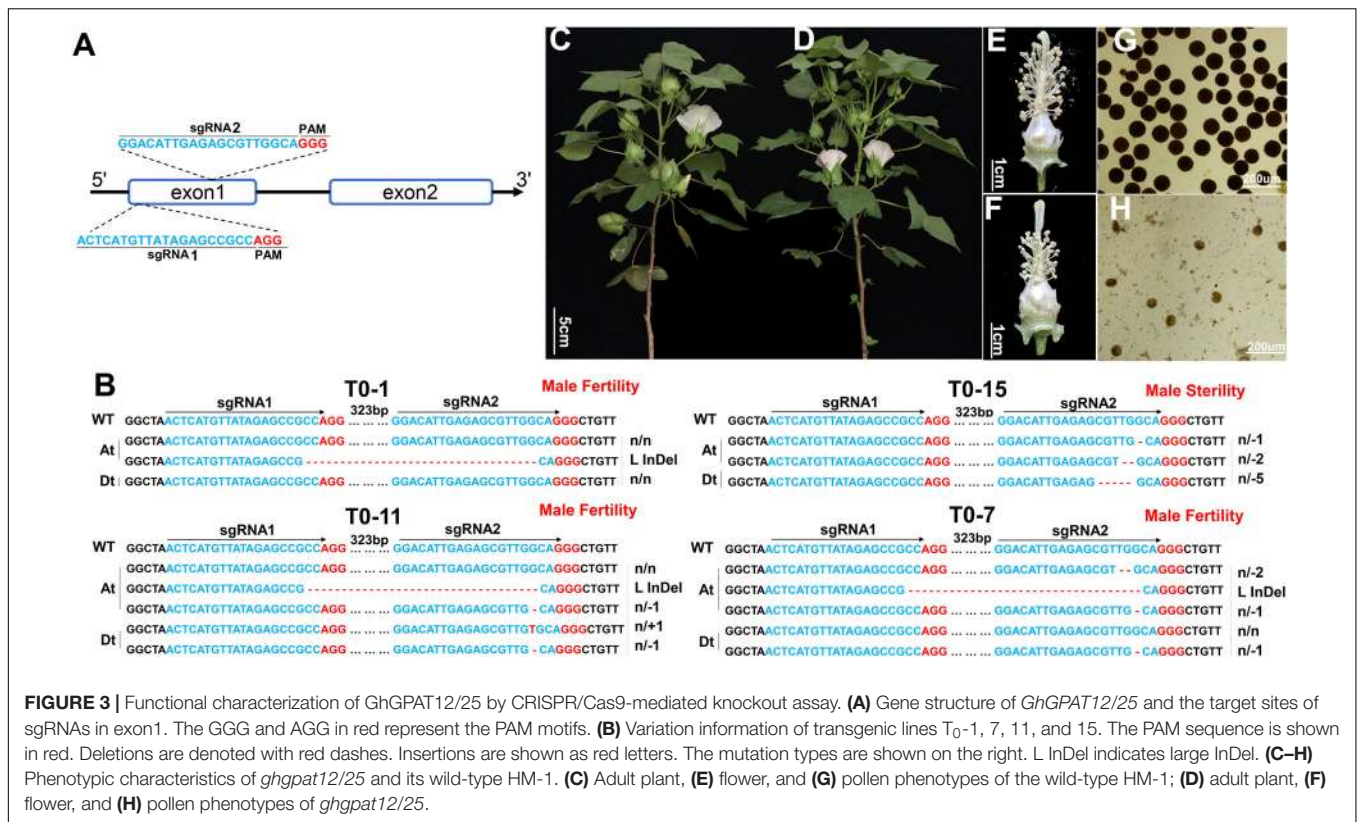 A
sgRNA2 PAM
GGACATTGAGAGCGTTGGCAGGG
5' exon1 exon2 3'
ACTCATGTTATAGAGCCGCCAGG
sgRNA1 PAM
C D
5cm
E
1cm
F
1cm
G
200um
H
200um
B
T0-1 Male Fertility
sgRNA1 323bp sgRNA2
WT GGCTAACTCATGTTATAGAGCCGCCAGG ... ... ... GGACATTGAGAGCGTTGGCAGGGCTGTT
At GGCTAACTCATGTTATAGAGCCGCCAGG ... ... ... GGACATTGAGAGCGTTGGCAGGGCTGTT n/n
GGCTAACTCATGTTATAGAGCCG ------------------------------------ CAGGGCTGTT L InDel
Dt GGCTAACTCATGTTATAGAGCCGCCAGG ... ... ... GGACATTGAGAGCGTTGGCAGGGCTGTT n/n
T0-15 Male Sterility
sgRNA1 323bp sgRNA2
WT GGCTAACTCATGTTATAGAGCCGCCAGG ... ... ... GGACATTGAGAGCGTTGGCAGGGCTGTT
At GGCTAACTCATGTTATAGAGCCGCCAGG ... ... ... GGACATTGAGAGCGTTG-CAGGGCTGTT n/-1
GGCTAACTCATGTTATAGAGCCGCCAGG ... ... ... GGACATTGAGAGCGT--GCAGGGCTGTT n/-2
Dt GGCTAACTCATGTTATAGAGCCGCCAGG ... ... ... GGACATTGAGAG-----GCAGGGCTGTT n/-5
T0-11 Male Fertility
sgRNA1 323bp sgRNA2
WT GGCTAACTCATGTTATAGAGCCGCCAGG ... ... ... GGACATTGAGAGCGTTGGCAGGGCTGTT
GGCTAACTCATGTTATAGAGCCGCCAGG ... ... ... GGACATTGAGAGCGTTGGCAGGGCTGTT n/n
At GGCTAACTCATGTTATAGAGCCG ------------------------------------ CAGGGCTGTT L InDel
GGCTAACTCATGTTATAGAGCCGCCAGG ... ... ... GGACATTGAGAGCGTTG-CAGGGCTGTT n/-1
Dt GGCTAACTCATGTTATAGAGCCGCCAGG ... ... ... GGACATTGAGAGCGTTGTGCAGGGCTGTT n/+1
GGCTAACTCATGTTATAGAGCCGCCAGG ... ... ... GGACATTGAGAGCGTTG-CAGGGCTGTT n/-1
T0-7 Male Fertility
sgRNA1 323bp sgRNA2
WT GGCTAACTCATGTTATAGAGCCGCCAGG ... ... ... GGACATTGAGAGCGTTGGCAGGGCTGTT
GGCTAACTCATGTTATAGAGCCGCCAGG ... ... ... GGACATTGAGAGCGT--GCAGGGCTGTT n/-2
At GGCTAACTCATGTTATAGAGCCG ------------------------------------ CAGGGCTGTT L InDel
GGCTAACTCATGTTATAGAGCCGCCAGG ... ... ... GGACATTGAGAGCGTTG-CAGGGCTGTT n/-1
Dt GGCTAACTCATGTTATAGAGCCGCCAGG ... ... ... GGACATTGAGAGCGTTGGCAGGGCTGTT n/n
GGCTAACTCATGTTATAGAGCCGCCAGG ... ... ... GGACATTGAGAGCGTTG-CAGGGCTGTT n/-1
FIGURE 3 | Functional characterization of GhGPAT12/25 by CRISPR/Cas9-mediated knockout assay. (A) Gene structure of GhGPAT12/25 and the target sites of
sgRNAs in exon1. The GGG and AGG in red represent the PAM motifs. (B) Variation information of transgenic lines T0-1, 7, 11, and 15. The PAM sequence is shown
in red. Deletions are denoted with red dashes. Insertions are shown as red letters. The mutation types are shown on the right. L InDel indicates large InDel. (C–H)
Phenotypic characteristics of ghgpat12/25 and its wild-type HM-1. (C) Adult plant, (E) flower, and (G) pollen phenotypes of the wild-type HM-1; (D) adult plant, (F)
flower, and (H) pollen phenotypes of ghgpat12/25.